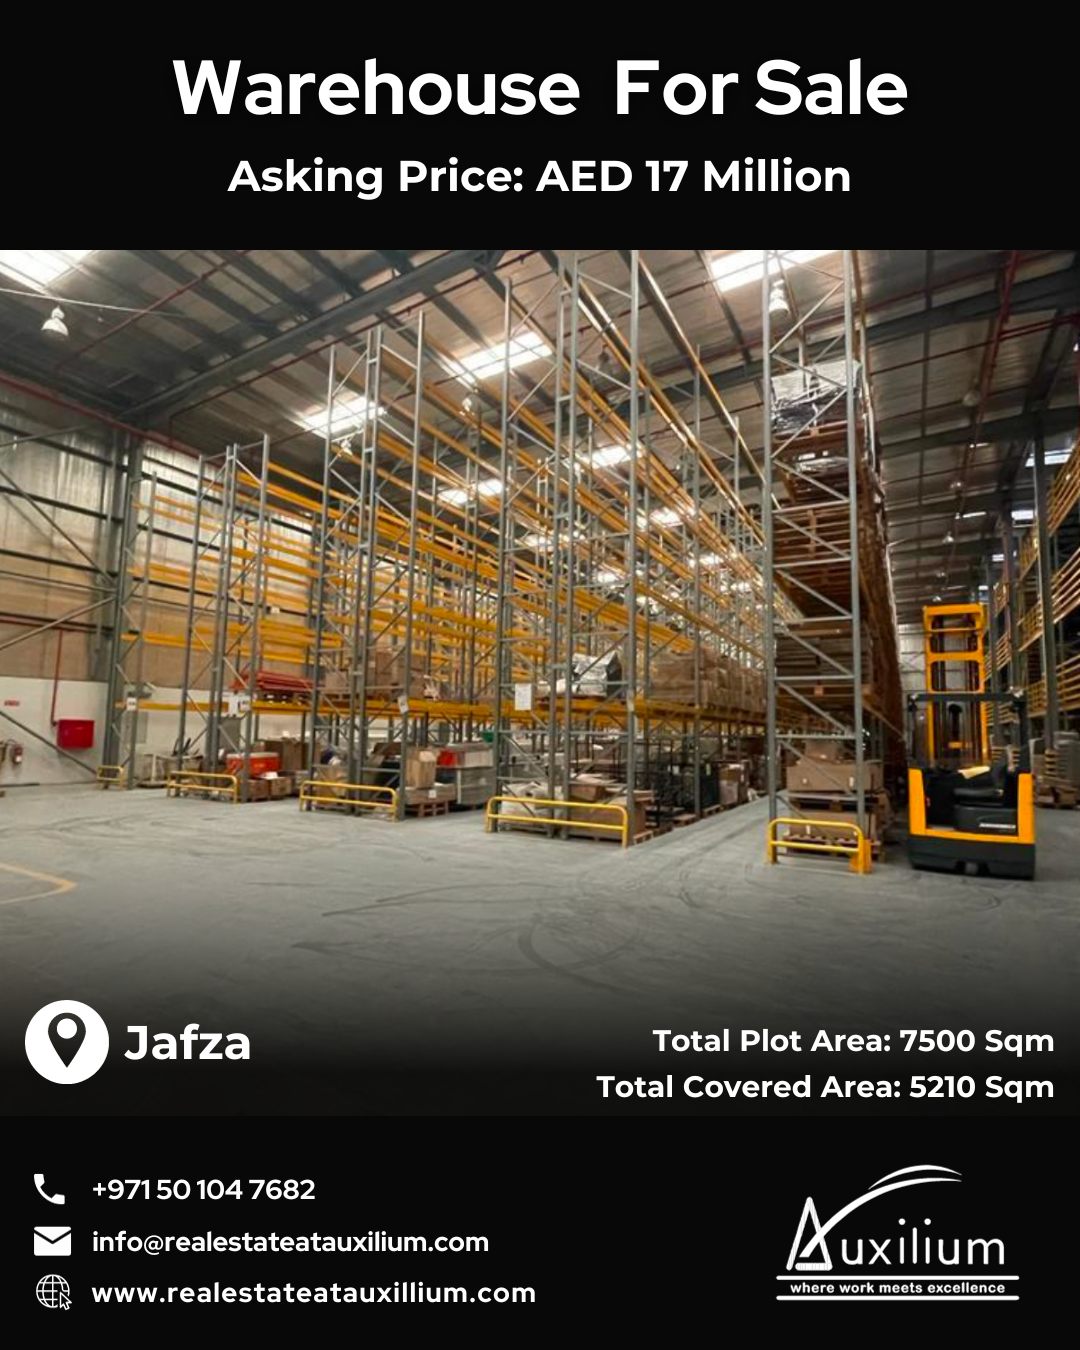 Warehouse For Sale
Asking Price: AED 17 Million
Jafza
Total Plot Area: 7500 Sqm
Total Covered Area: 5210 Sqm
+971 50 104 7682
info@realestateatauxilium.com
www.realestateatauxillium.com
Auxilium
where work meets excellence